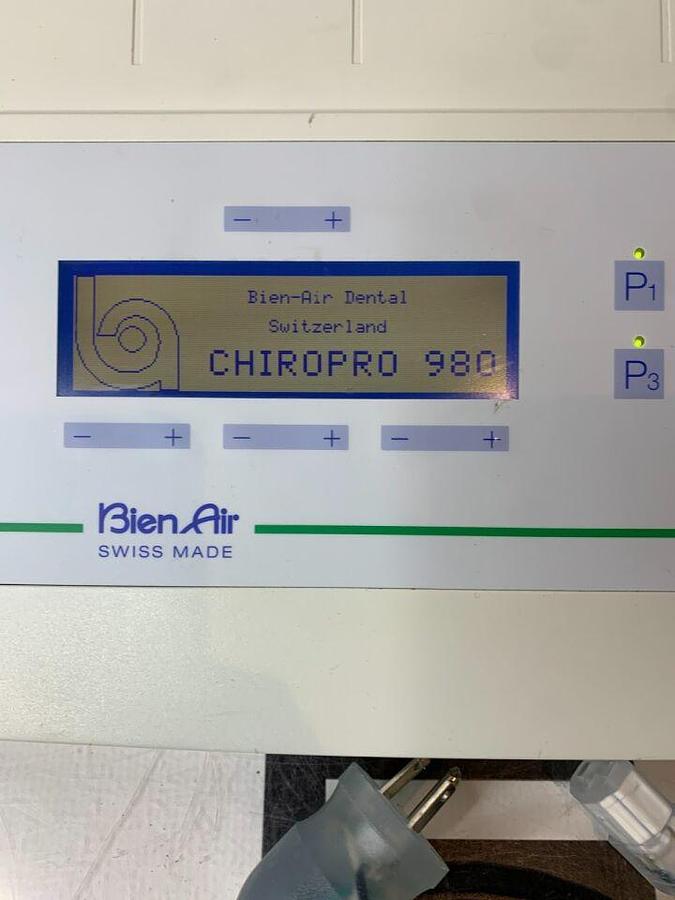 − +
Bien-Air Dental
Switzerland
CHIROPRO 980
P1
P3
− + − + − +
Bien Air
SWISS MADE